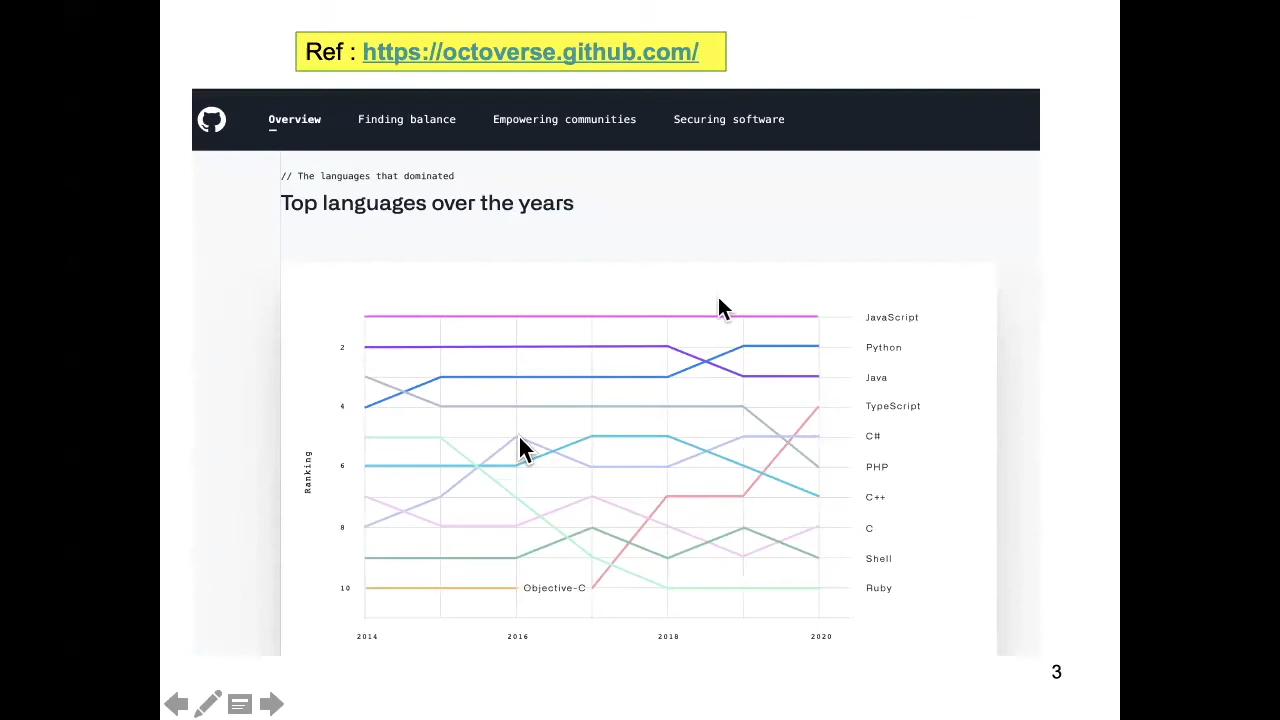 Ref : https://octoverse.github.com/
Overview Finding balance Empowering communities Securing software
// The languages that dominated
Top languages over the years
JavaScript
2 Python
Java
4 TypeScript
C#
6 PHP
Ranking
C++
8 C
Shell
10 Objective-C Ruby
2014 2016 2018 2020
3